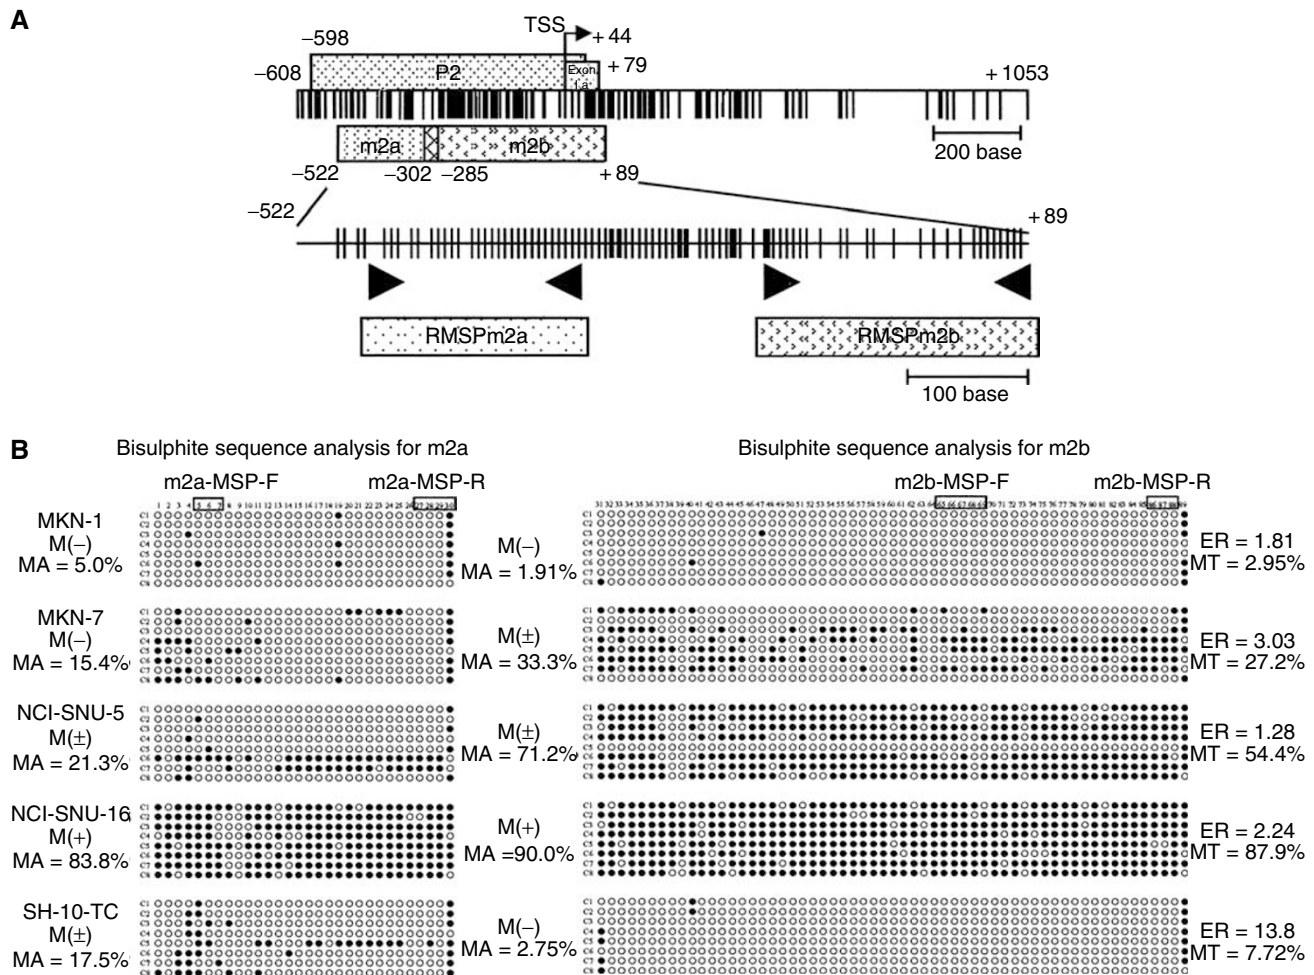 A
TSS
+ 44
−598
−608
P2
Exon
1a
+ 79
+ 1053
m2a
m2b
200 base
−522
−302
−285
+ 89
−522
+ 89
RMSPm2a
RMSPm2b
100 base
B
Bisulphite sequence analysis for m2a
Bisulphite sequence analysis for m2b
m2a-MSP-F
m2a-MSP-R
m2b-MSP-F
m2b-MSP-R
MKN-1
M(−)
MA = 5.0%
M(−)
MA = 1.91%
ER = 1.81
MT = 2.95%
MKN-7
M(−)
MA = 15.4%
M(±)
MA = 33.3%
ER = 3.03
MT = 27.2%
NCI-SNU-5
M(±)
MA = 21.3%
M(±)
MA = 71.2%
ER = 1.28
MT = 54.4%
NCI-SNU-16
M(+)
MA = 83.8%
M(+)
MA =90.0%
ER = 2.24
MT = 87.9%
SH-10-TC
M(±)
MA = 17.5%
M(−)
MA = 2.75%
ER = 13.8
MT = 7.72%